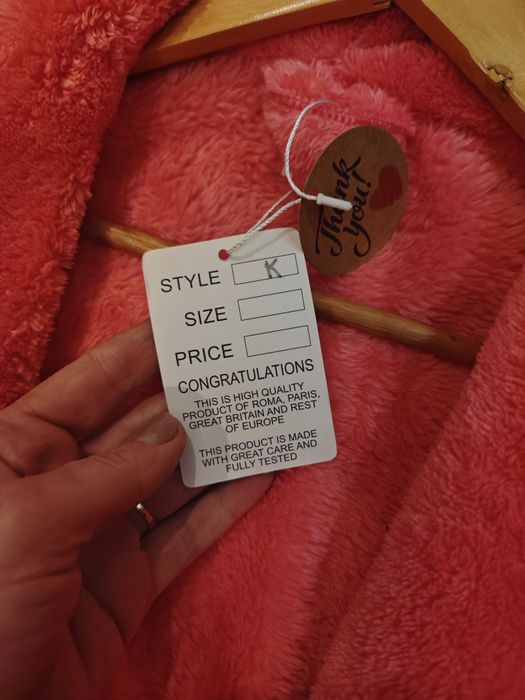 Thank
You!
STYLE K
SIZE
PRICE
CONGRATULATIONS
THIS IS HIGH QUALITY
PRODUCT OF ROMA, PARIS,
GREAT BRITAIN AND REST
OF EUROPE
THIS PRODUCT IS MADE
WITH GREAT CARE AND
FULLY TESTED